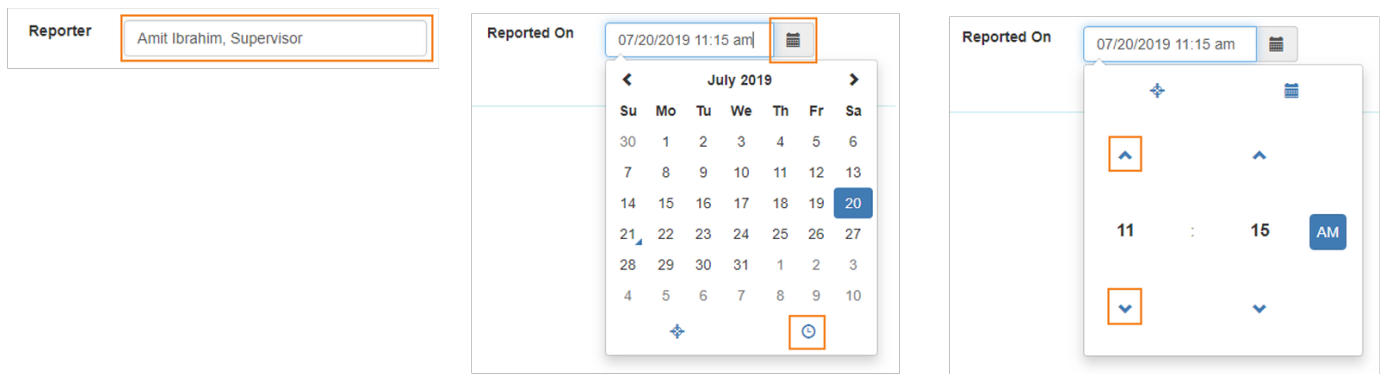 Reporter
Amit Ibrahim, Supervisor
Reported On
07/20/2019 11:15 am
July 2019
Su Mo Tu We Th Fr Sa
30 1 2 3 4 5 6
7 8 9 10 11 12 13
14 15 16 17 18 19 20
21 22 23 24 25 26 27
28 29 30 31 1 2 3
4 5 6 7 8 9 10
Reported On
07/20/2019 11:15 am
11 : 15 AM